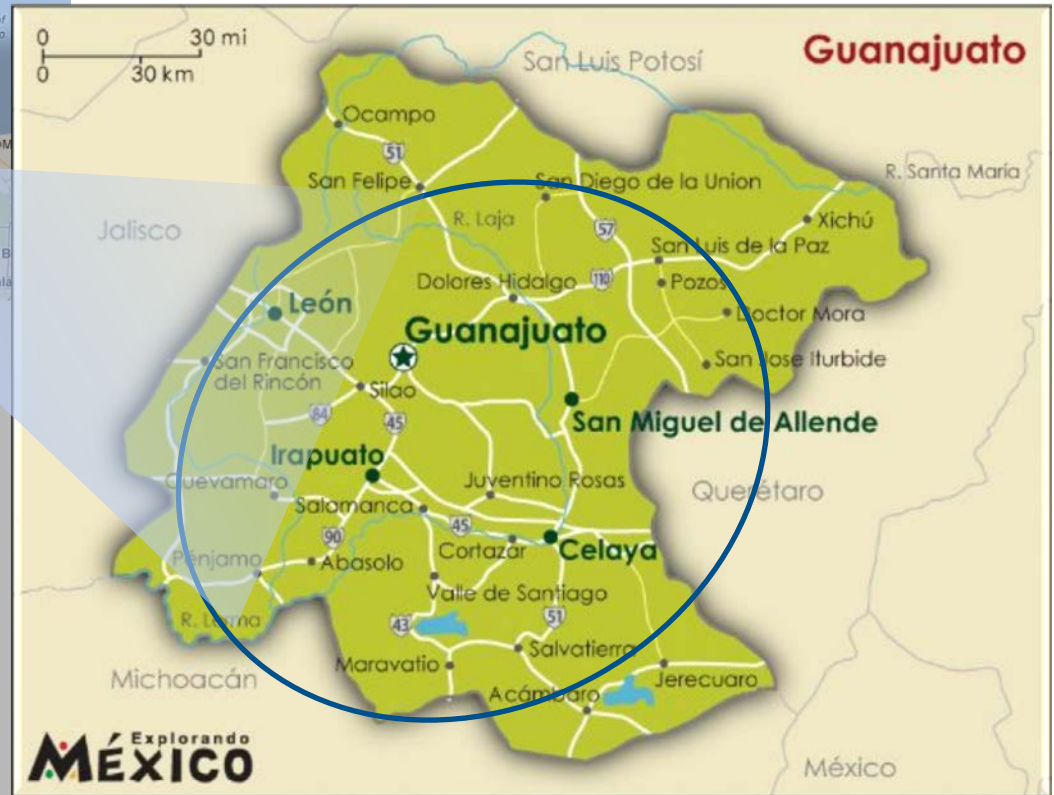 0 30 mi
0 30 km
Guanajuato
San Luis Potosí
Ocampo
51
San Felipe
San Diego de la Union
R. Santa María
R. Laja
57
Xichú
Jalisco
San Luis de la Paz
Dolores Hidalgo
110
Pozos
León
Doctor Mora
Guanajuato
San Francisco
del Rincón
San Jose Iturbide
Silao
84
45
San Miguel de Allende
Irapuato
Cuevamaro
Juventino Rosas
Querétaro
Salamanca
45
90
Cortazar
Celaya
Pénjamo
Abasolo
Valle de Santiago
R. Lerma
43
51
Salvatierra
Maravatio
Jerecuaro
Michoacán
Acámbaro
Explorando
MÉXICO
México